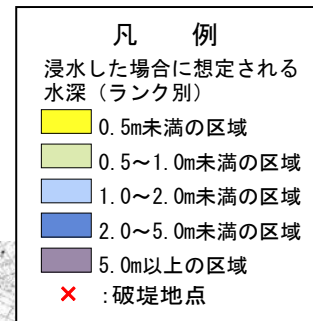 凡　例
浸水した場合に想定される
水深（ランク別）
0.5m未満の区域
0.5～1.0m未満の区域
1.0～2.0m未満の区域
2.0～5.0m未満の区域
5.0m以上の区域
× :破堤地点